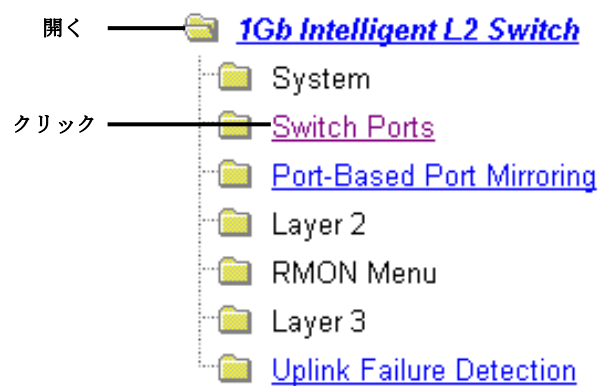 開く 1Gb Intelligent L2 Switch
System
クリック Switch Ports
Port-Based Port Mirroring
Layer 2
RMON Menu
Layer 3
Uplink Failure Detection